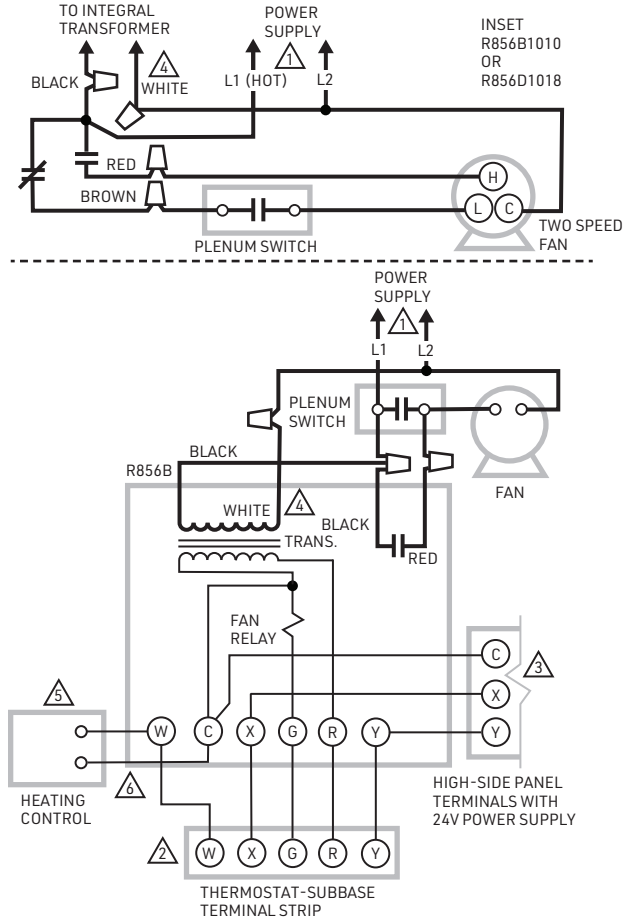 TO INTEGRAL
TRANSFORMER
POWER
SUPPLY
INSET
R856B1010
OR
R856D1018
1
4
BLACK
WHITE
L1 (HOT)
L2
RED
H
BROWN
L
C
TWO SPEED
FAN
PLENUM SWITCH
POWER
SUPPLY
1
L1
L2
PLENUM
SWITCH
BLACK
R856B
FAN
WHITE
4
BLACK
TRANS.
RED
FAN
RELAY
C
3
X
5
W
C
X
G
R
Y
Y
6
HEATING
CONTROL
HIGH-SIDE PANEL
TERMINALS WITH
24V POWER SUPPLY
2
W
X
G
R
Y
THERMOSTAT-SUBBASE
TERMINAL STRIP